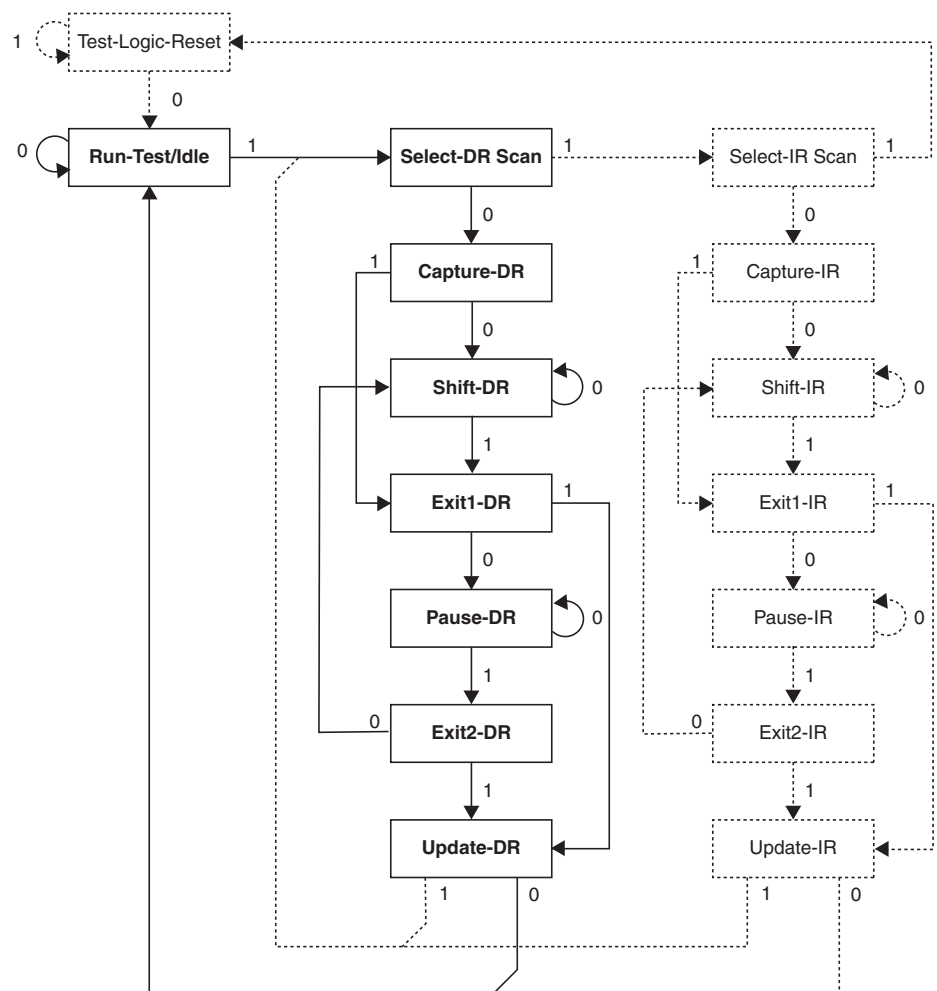 1
Test-Logic-Reset
0
0
Run-Test/Idle
1
Select-DR Scan
1
Select-IR Scan
1
0
0
1
Capture-DR
1
Capture-IR
0
0
Shift-DR
0
Shift-IR
0
1
1
Exit1-DR
1
Exit1-IR
1
0
0
Pause-DR
0
Pause-IR
0
1
1
0
Exit2-DR
0
Exit2-IR
1
1
Update-DR
Update-IR
1
0
1
0